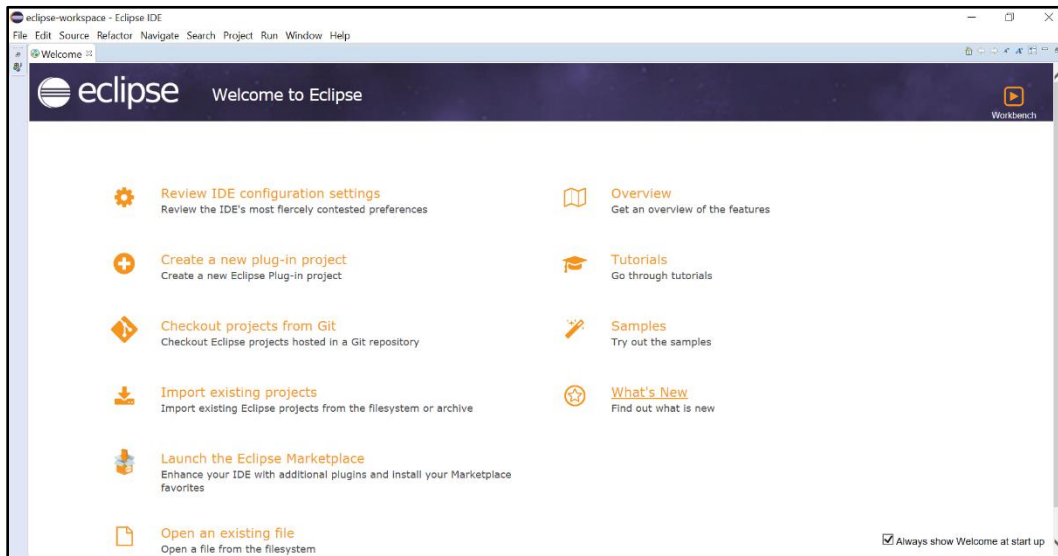 eclipse-workspace - Eclipse IDE
File Edit Source Refactor Navigate Search Project Run Window Help
Welcome
eclipse Welcome to Eclipse
Workbench
Review IDE configuration settings
Review the IDE's most fiercely contested preferences
Create a new plug-in project
Create a new Eclipse Plug-in project
Checkout projects from Git
Checkout Eclipse projects hosted in a Git repository
Import existing projects
Import existing Eclipse projects from the filesystem or archive
Launch the Eclipse Marketplace
Enhance your IDE with additional plugins and install your Marketplace
favorites
Open an existing file
Open a file from the filesystem
Overview
Get an overview of the features
Tutorials
Go through tutorials
Samples
Try out the samples
What's New
Find out what is new
Always show Welcome at start up